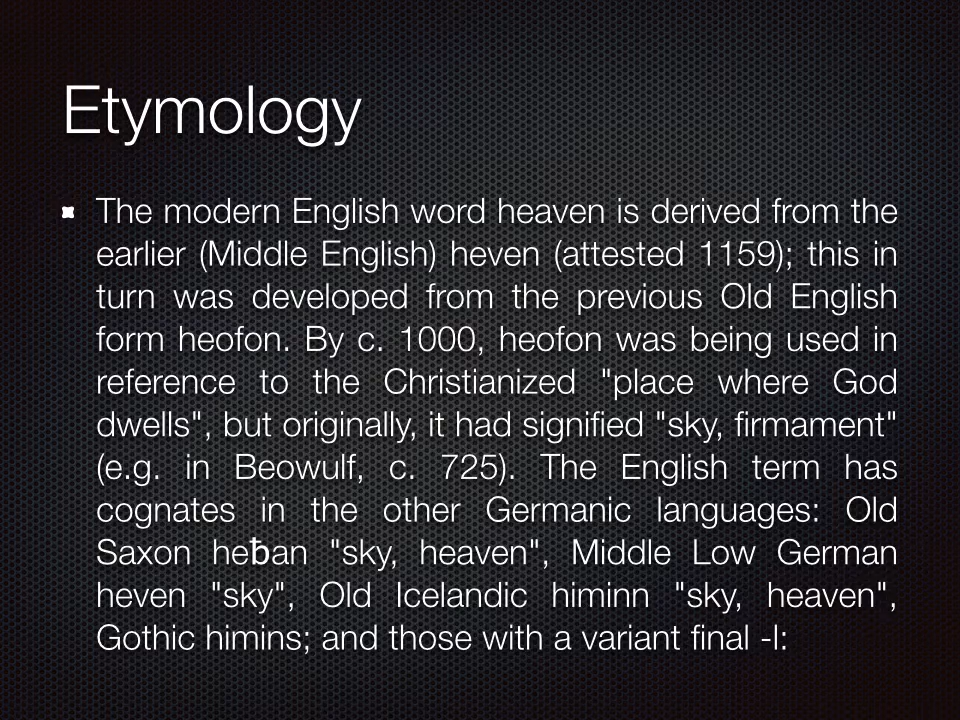 Etymology
The modern English word heaven is derived from the
earlier (Middle English) heven (attested 1159); this in
turn was developed from the previous Old English
form heofon. By c. 1000, heofon was being used in
reference to the Christianized "place where God
dwells", but originally, it had signified "sky, firmament"
(e.g. in Beowulf, c. 725). The English term has
cognates in the other Germanic languages: Old
Saxon heƀan "sky, heaven", Middle Low German
heven "sky", Old Icelandic himinn "sky, heaven",
Gothic himins; and those with a variant final -l: